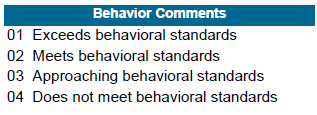 Behavior Comments
01 Exceeds behavioral standards
02 Meets behavioral standards
03 Approaching behavioral standards
04 Does not meet behavioral standards